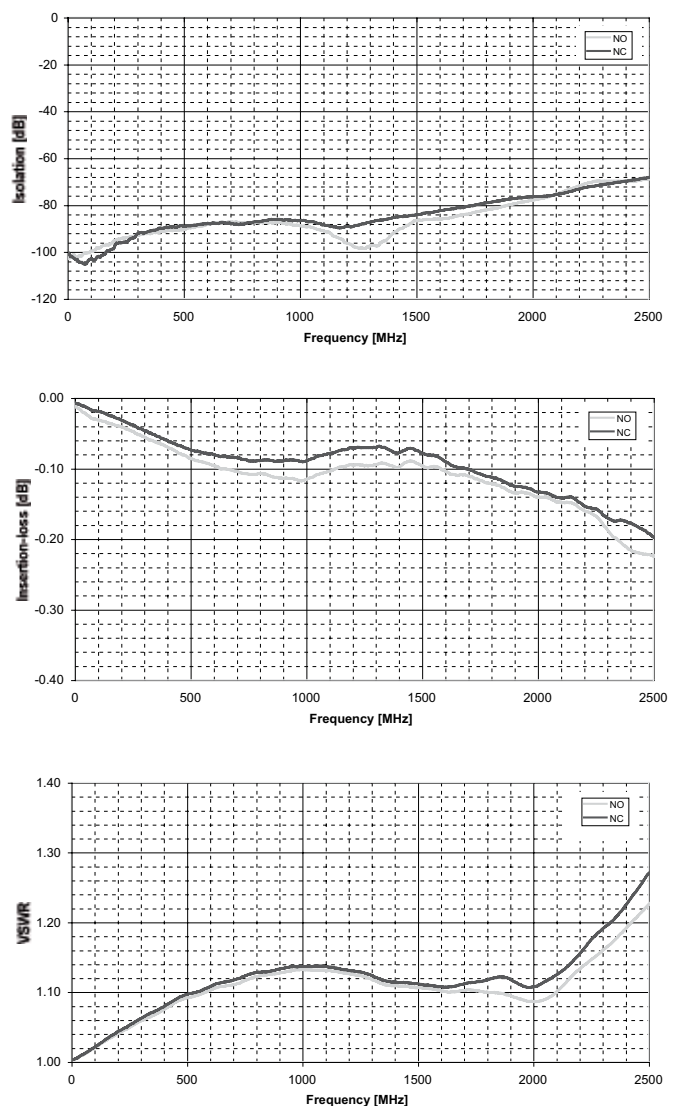 0
-20
-40
-60
-80
-100
-120
Isolation [dB]
NO
NC
0 500 1000 1500 2000 2500
Frequency [MHz]
0.00
-0.10
-0.20
-0.30
-0.40
Insertion-loss [dB]
NO
NC
0 500 1000 1500 2000 2500
Frequency [MHz]
1.40
1.30
1.20
1.10
1.00
VSWR
NO
NC
0 500 1000 1500 2000 2500
Frequency [MHz]